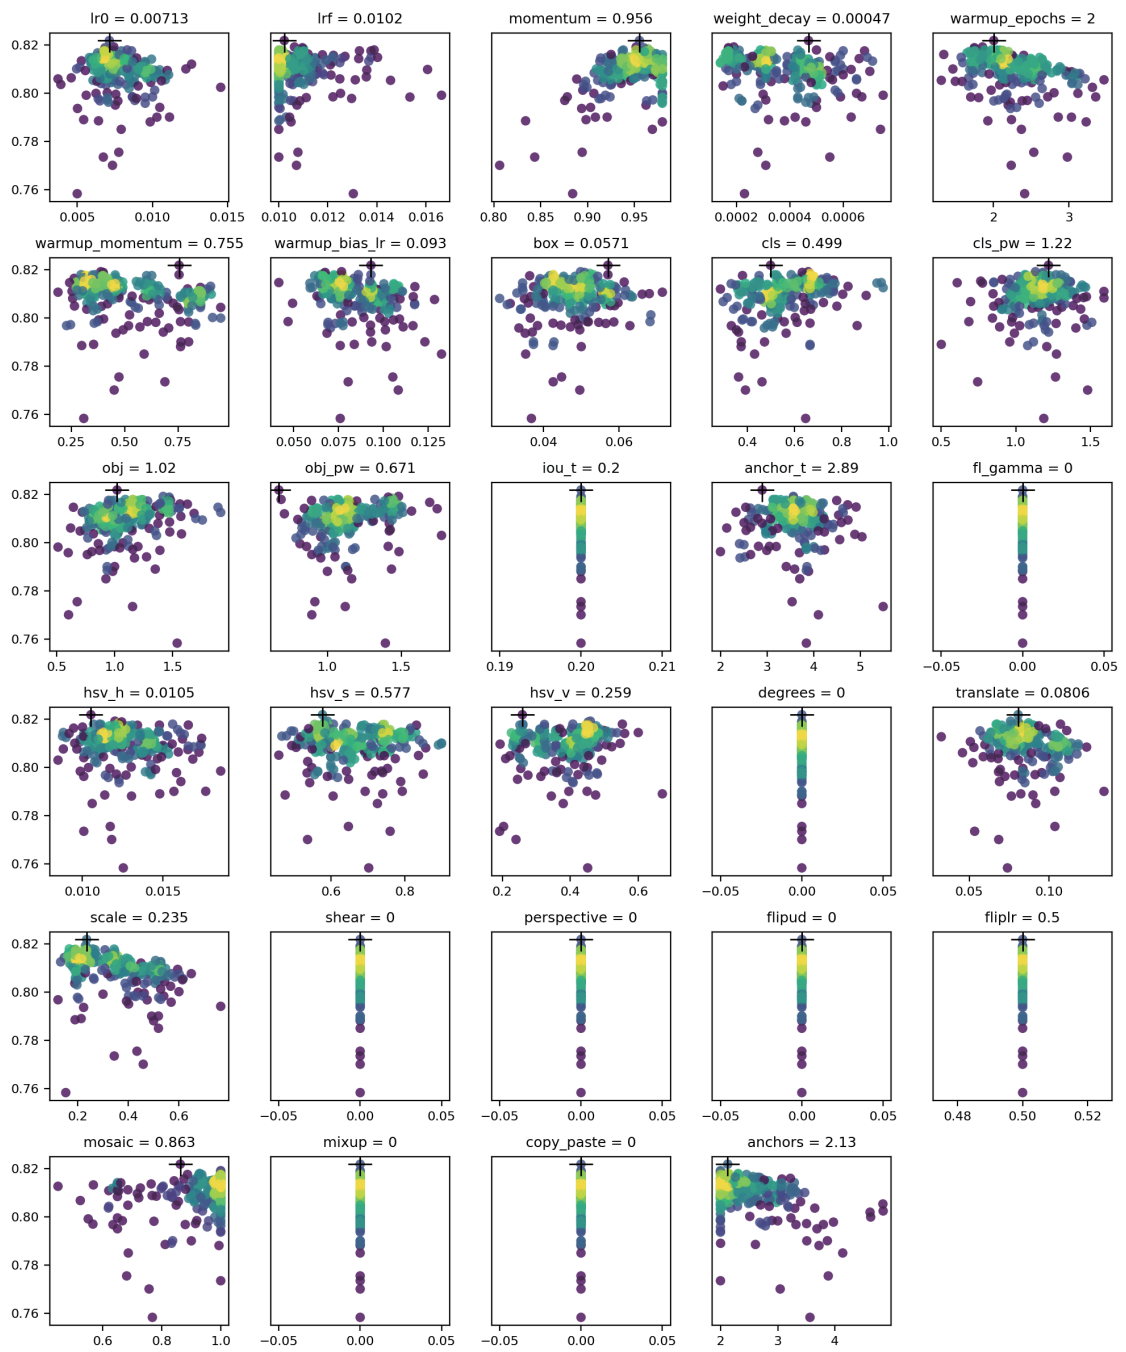 lr0 = 0.00713 lrf = 0.0102 momentum = 0.956 weight_decay = 0.00047 warmup_epochs = 2
0.82
0.80
0.78
0.76
0.005 0.010 0.015 0.010 0.012 0.014 0.016 0.80 0.85 0.90 0.95 0.0002 0.0004 0.0006 2 3
warmup_momentum = 0.755 warmup_bias_lr = 0.093 box = 0.0571 cls = 0.499 cls_pw = 1.22
0.82
0.80
0.78
0.76
0.25 0.50 0.75 0.050 0.075 0.100 0.125 0.04 0.06 0.4 0.6 0.8 1.0 0.5 1.0 1.5
obj = 1.02 obj_pw = 0.671 iou_t = 0.2 anchor_t = 2.89 fl_gamma = 0
0.82
0.80
0.78
0.76
0.5 1.0 1.5 1.0 1.5 0.19 0.20 0.21 2 3 4 5 −0.05 0.00 0.05
hsv_h = 0.0105 hsv_s = 0.577 hsv_v = 0.259 degrees = 0 translate = 0.0806
0.82
0.80
0.78
0.76
0.010 0.015 0.6 0.8 0.2 0.4 0.6 −0.05 0.00 0.05 0.05 0.10
scale = 0.235 shear = 0 perspective = 0 flipud = 0 fliplr = 0.5
0.82
0.80
0.78
0.76
0.2 0.4 0.6 −0.05 0.00 0.05 −0.05 0.00 0.05 −0.05 0.00 0.05 0.48 0.50 0.52
mosaic = 0.863 mixup = 0 copy_paste = 0 anchors = 2.13
0.82
0.80
0.78
0.76
0.6 0.8 1.0 −0.05 0.00 0.05 −0.05 0.00 0.05 2 3 4